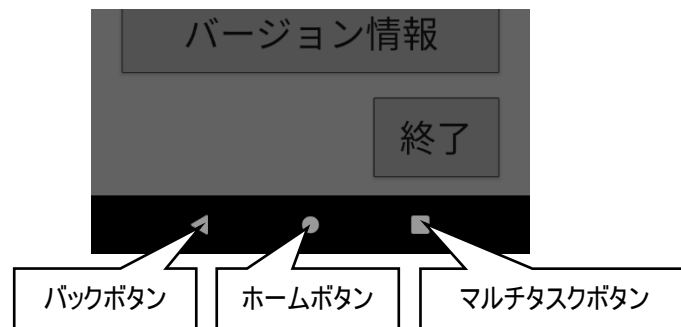 バージョン情報
終了
バックボタン
ホームボタン
マルチタスクボタン